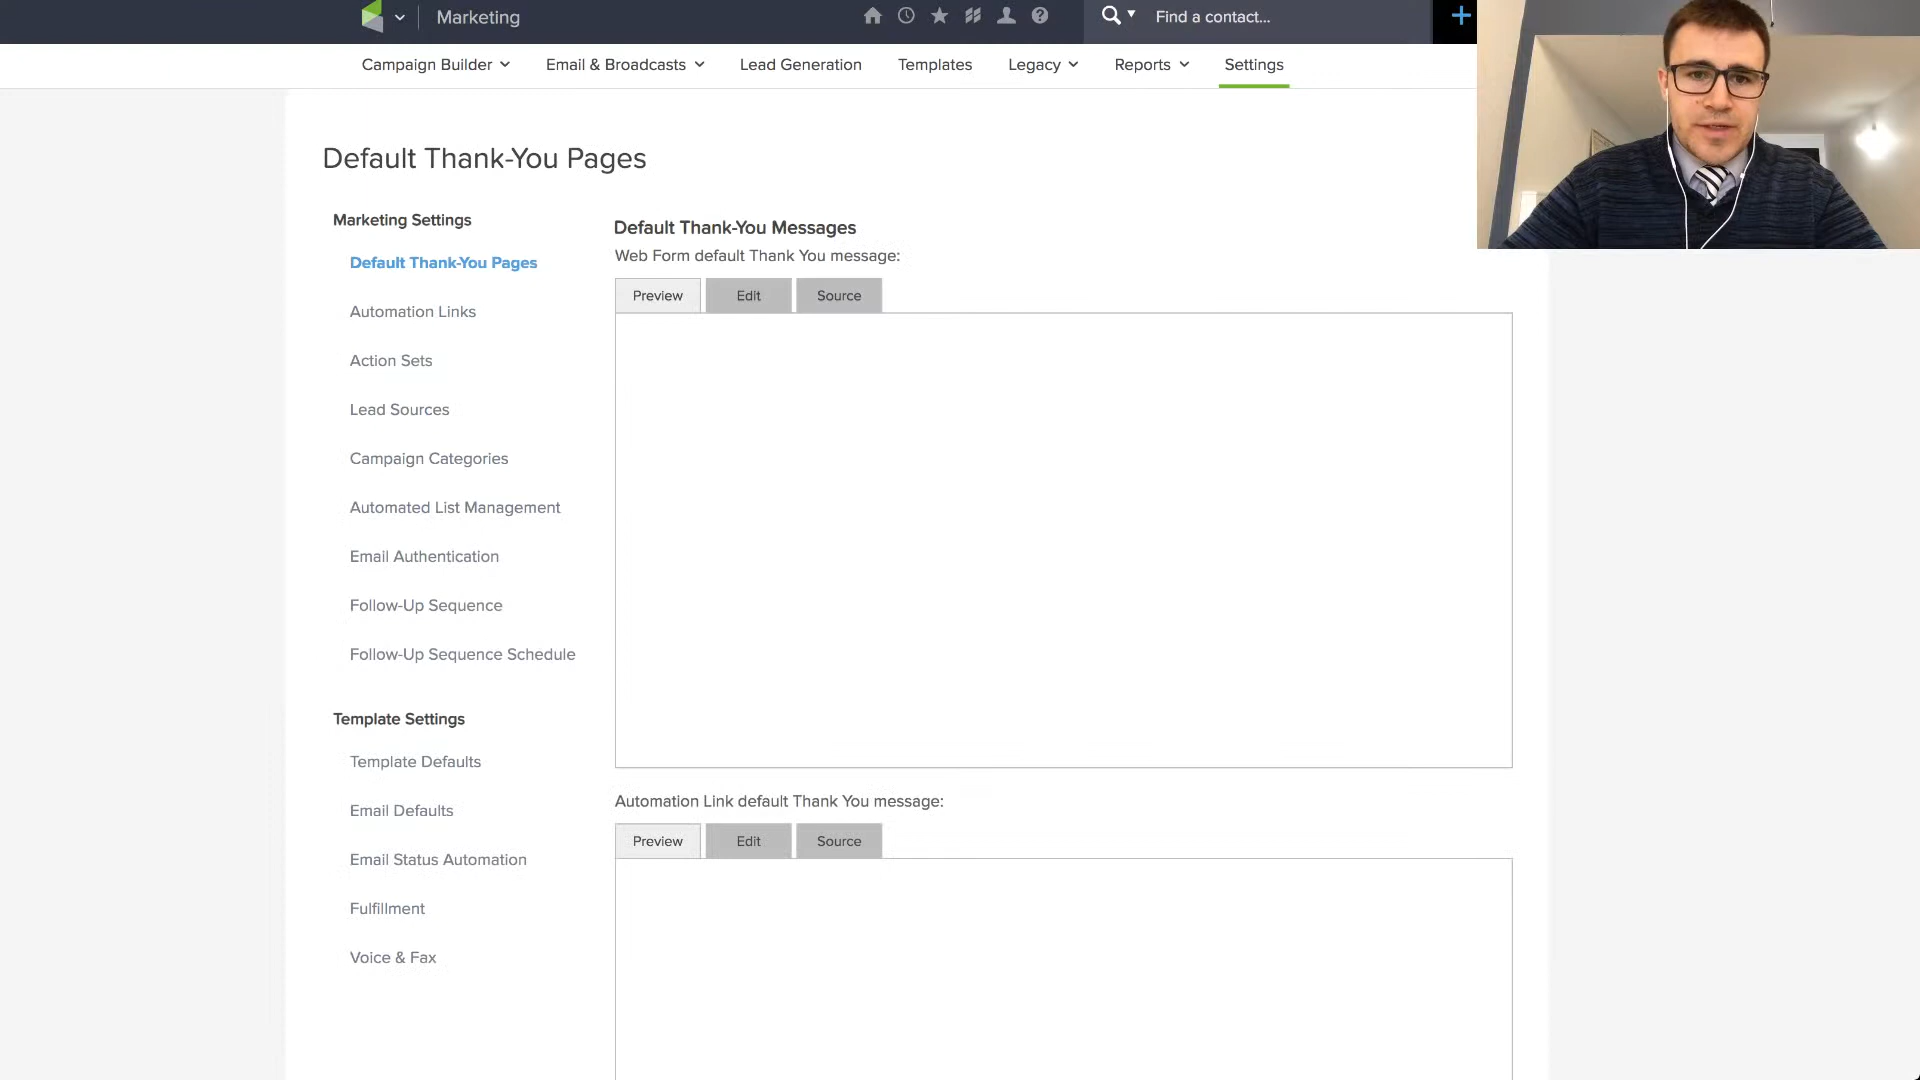 Marketing
Find a contact...
Campaign Builder
Email & Broadcasts
Lead Generation
Templates
Legacy
Reports
Settings
Default Thank-You Pages
Marketing Settings
Default Thank-You Pages
Automation Links
Action Sets
Lead Sources
Campaign Categories
Automated List Management
Email Authentication
Follow-Up Sequence
Follow-Up Sequence Schedule
Template Settings
Template Defaults
Email Defaults
Email Status Automation
Fulfillment
Voice & Fax
Default Thank-You Messages
Web Form default Thank You message:
Preview
Edit
Source
Automation Link default Thank You message:
Preview
Edit
Source